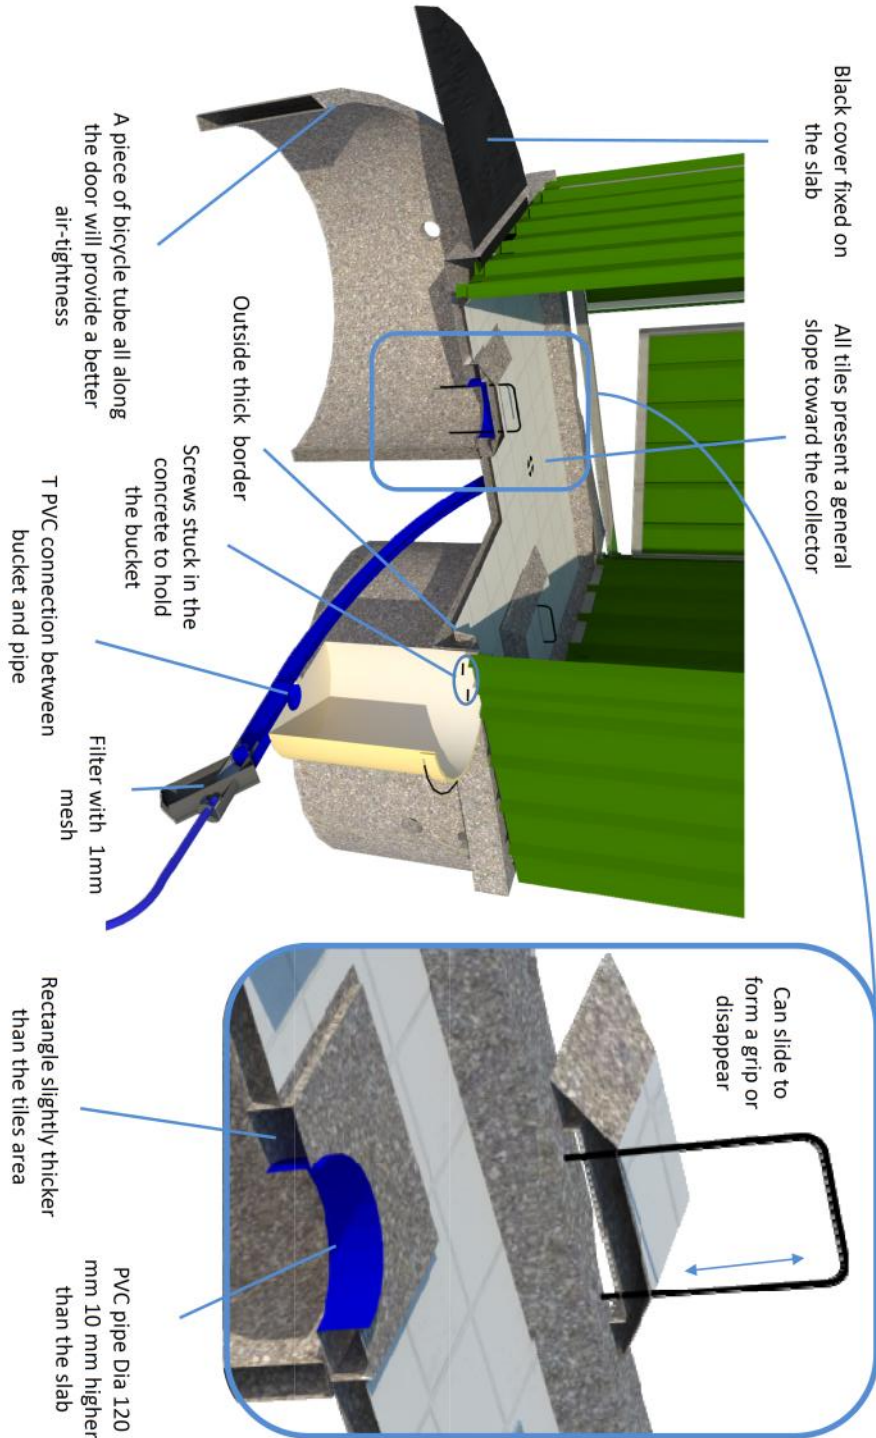 Black cover fixed on
the slab
All tiles present a general
slope toward the collector
A piece of bicycle tube all along
the door will provide a better
air-tightness
Outside thick border
Screws stuck in the
concrete to hold
the bucket
T PVC connection between
bucket and pipe
Filter with 1mm
mesh
Can slide to
form a grip or
disappear
Rectangle slightly thicker
than the tiles area
PVC pipe Dia 120
mm 10 mm higher
than the slab